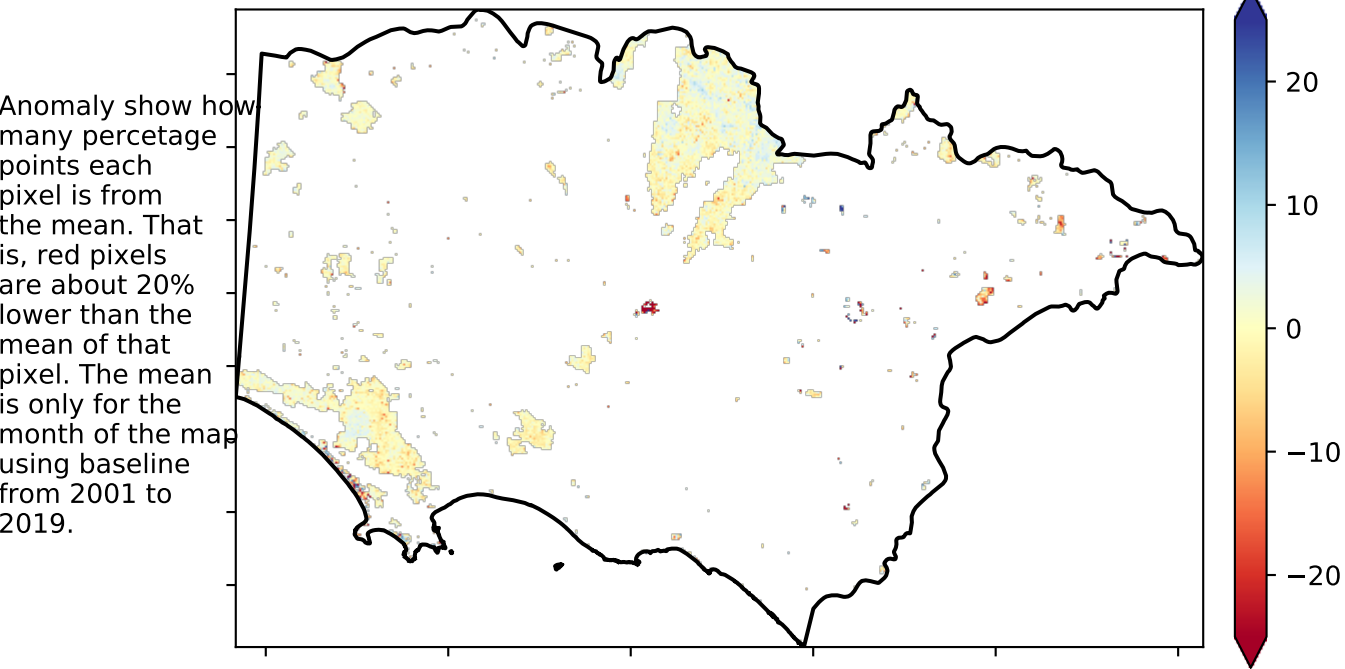 Anomaly show how
many percetage
points each
pixel is from
the mean. That
is, red pixels
are about 20%
lower than the
mean of that
pixel. The mean
is only for the
month of the map
using baseline
from 2001 to
2019.
20
10
0
−10
−20